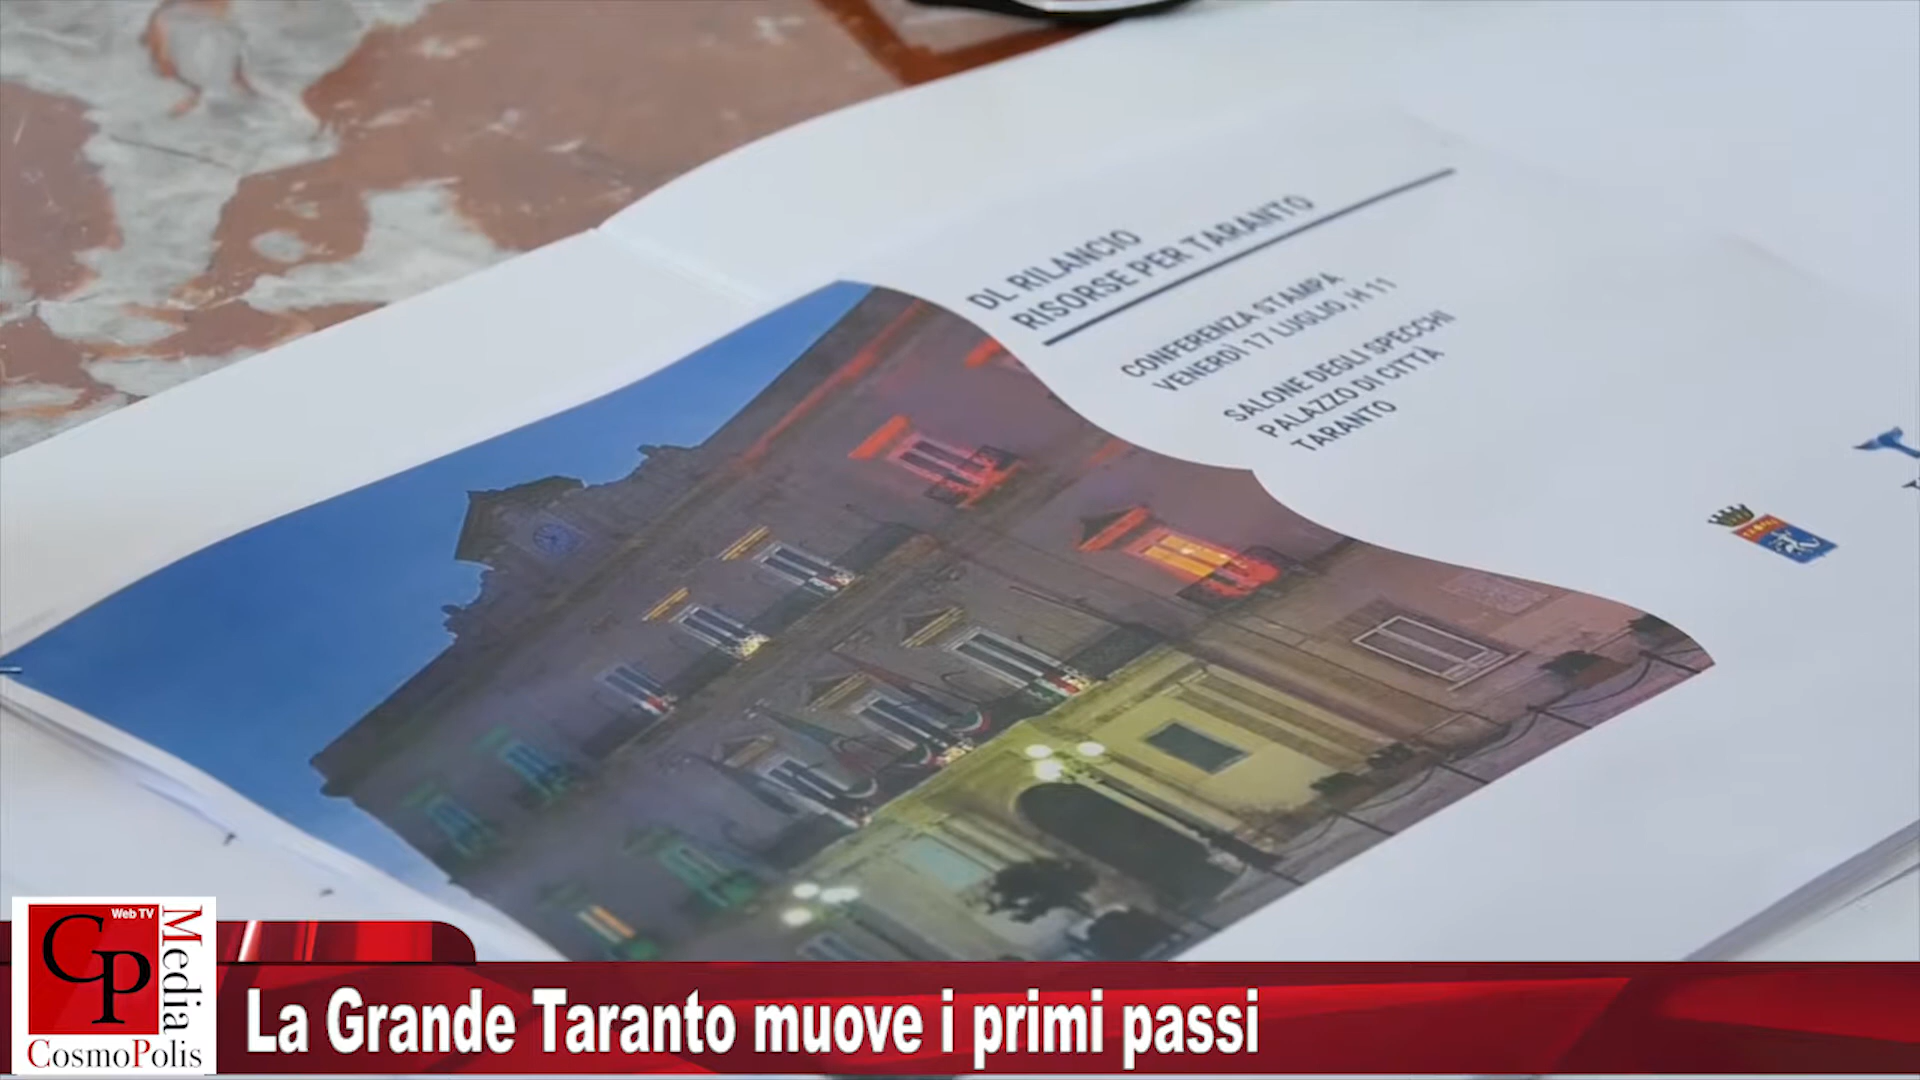 DL RILANCIO
RISORSE PER TARANTO
CONFERENZA STAMPA
VENERDÌ 17 LUGLIO, H 11
SALONE DEGLI SPECCHI
PALAZZO DI CITTÀ
TARANTO
Web TV
CP
Media
CosmoPolis
La Grande Taranto muove i primi passi